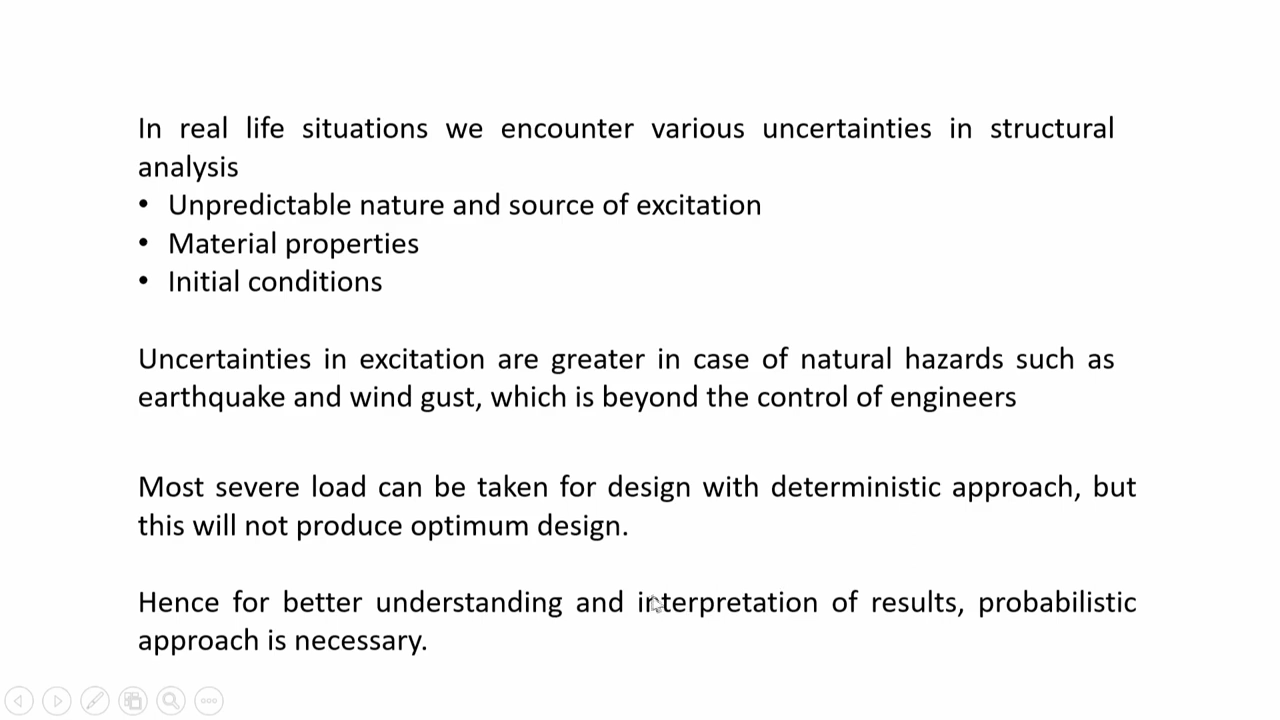 In real life situations we encounter various uncertainties in structural
analysis
• Unpredictable nature and source of excitation
• Material properties
• Initial conditions
Uncertainties in excitation are greater in case of natural hazards such as
earthquake and wind gust, which is beyond the control of engineers
Most severe load can be taken for design with deterministic approach, but
this will not produce optimum design.
Hence for better understanding and interpretation of results, probabilistic
approach is necessary.